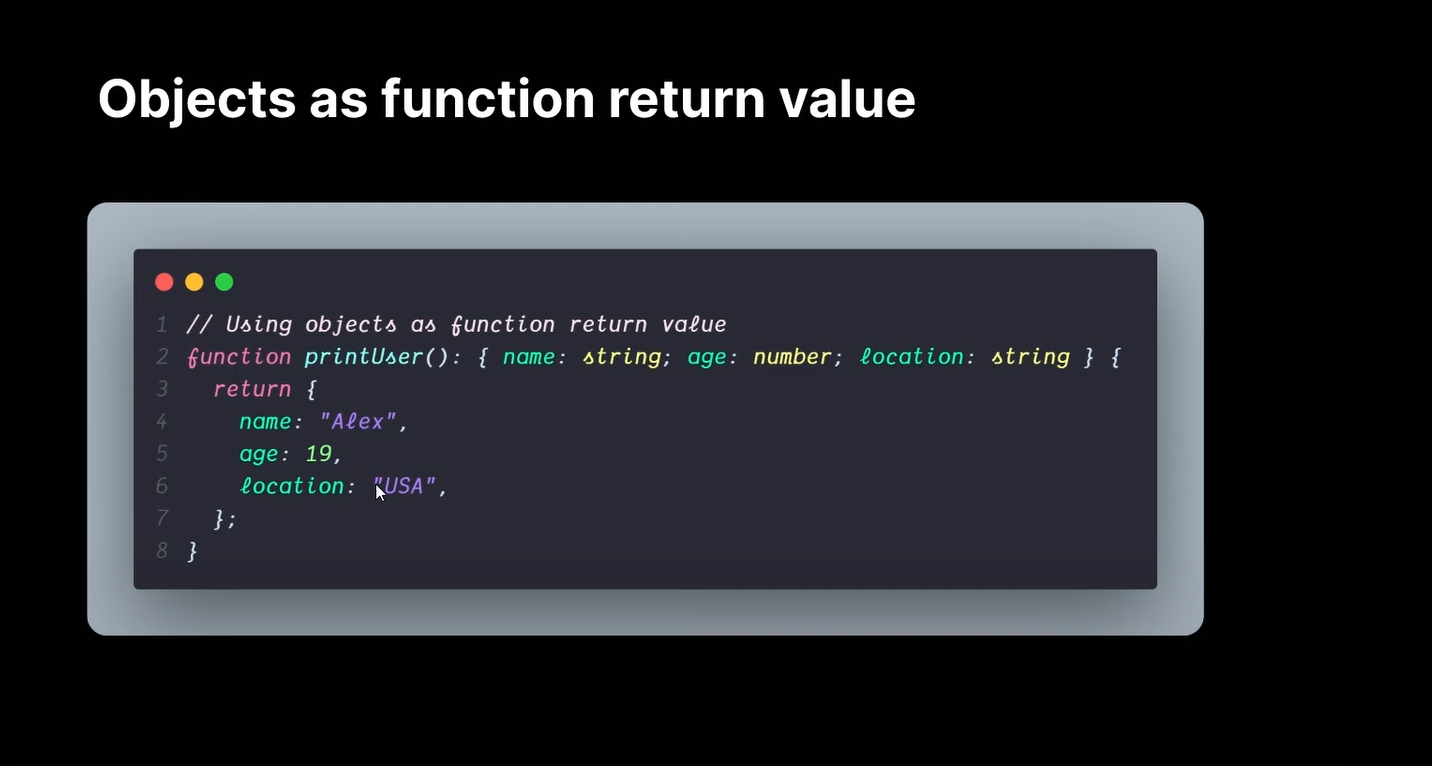 Objects as function return value
1 // Using objects as function return value
2 function printUser(): { name: string; age: number; location: string } {
3   return {
4     name: "Alex",
5     age: 19,
6     location: "USA",
7   };
8 }